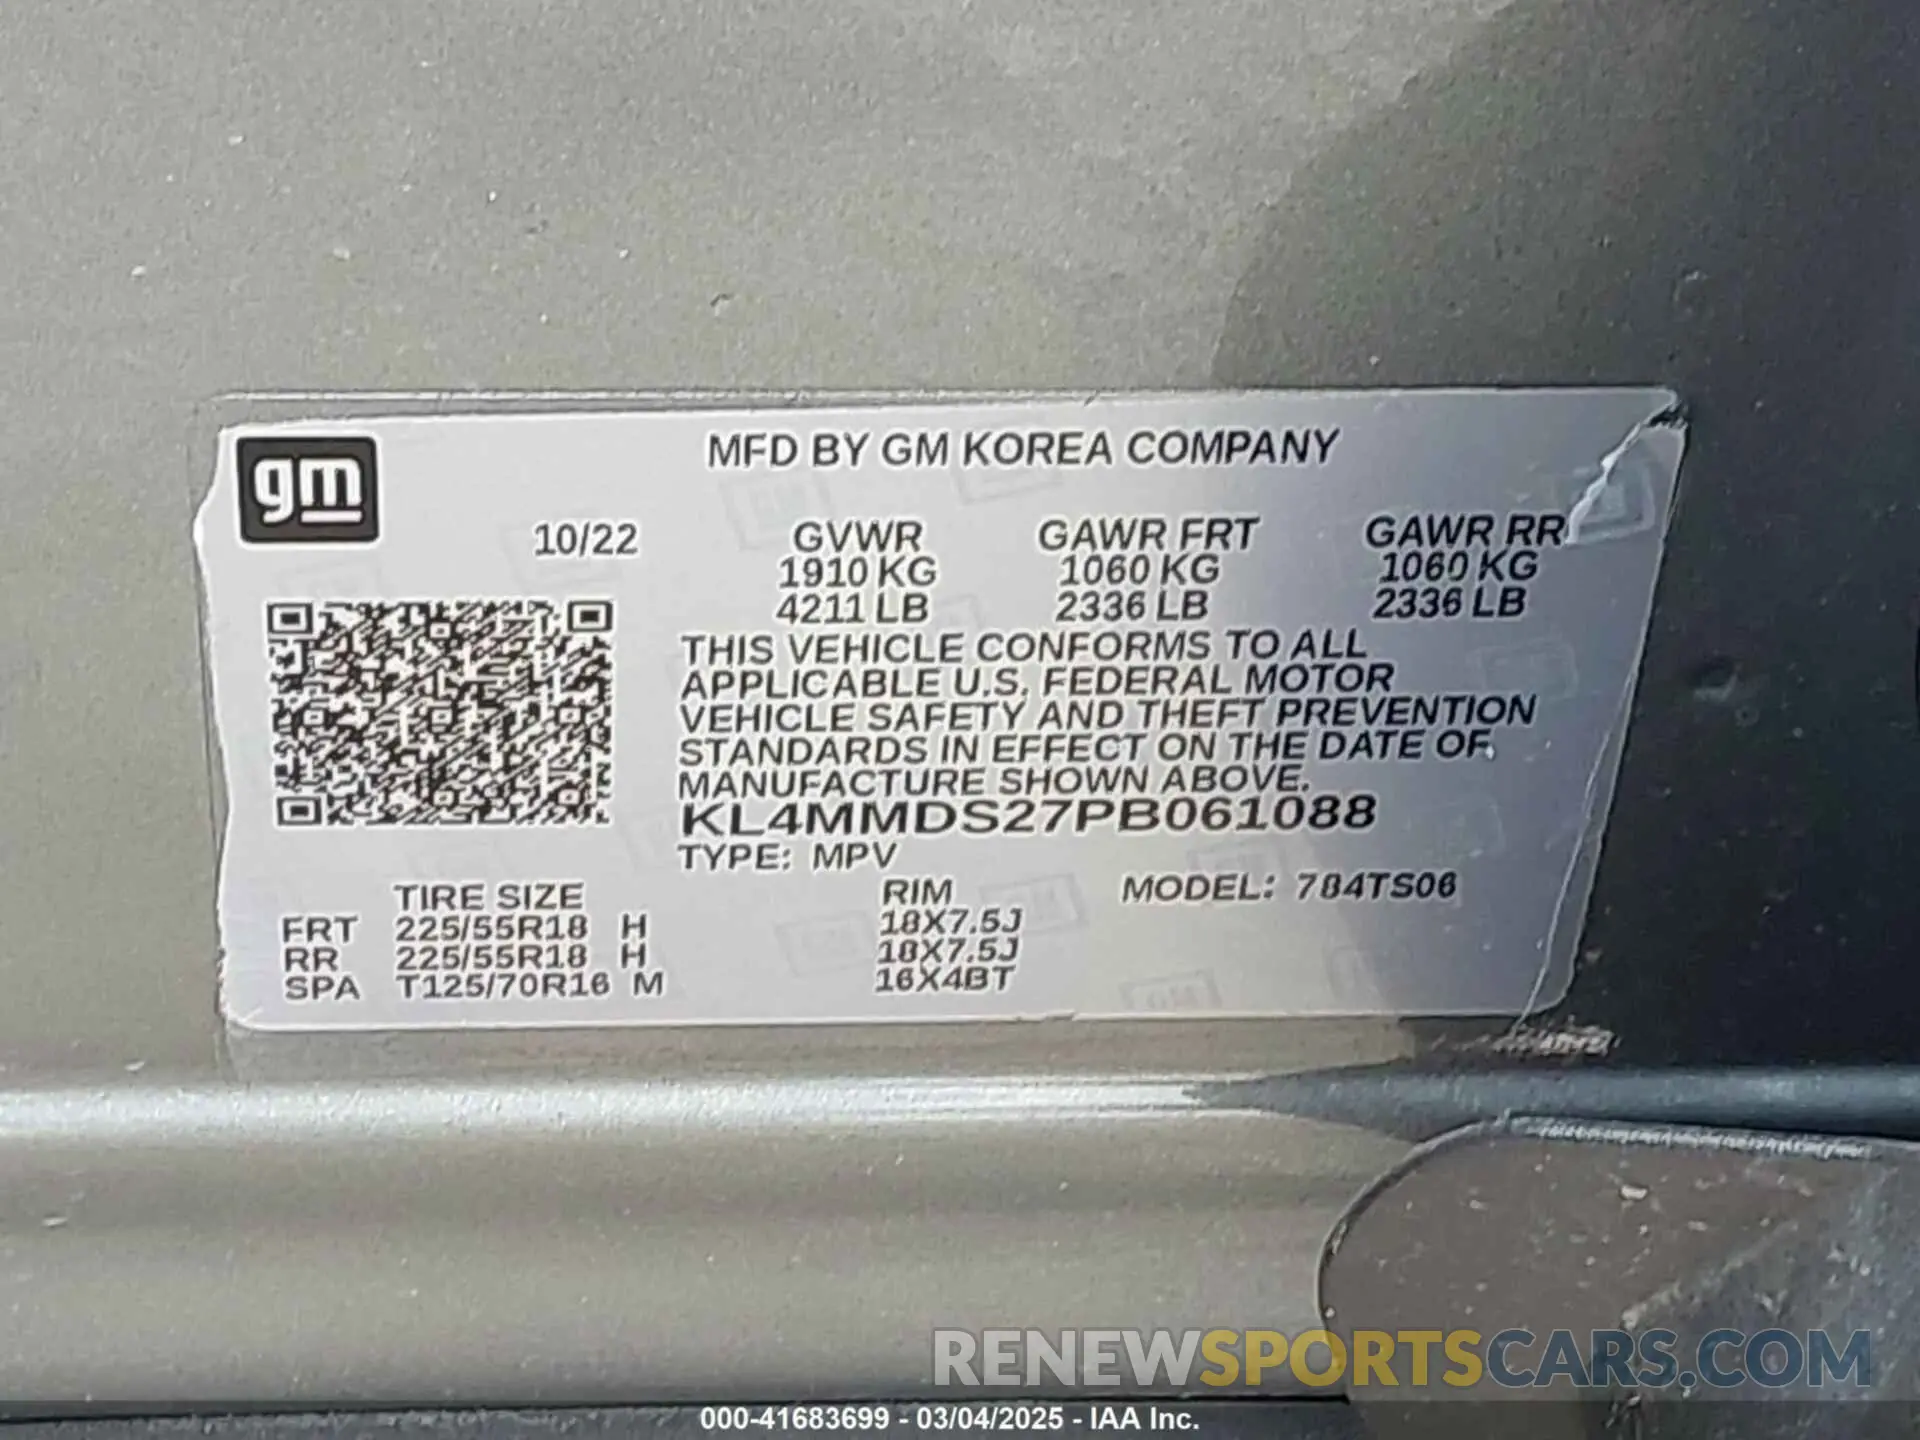 MFD BY GM KOREA COMPANY
gm
10/22 GVWR GAWR FRT GAWR RR
1910 KG 1060 KG 1060 KG
4211 LB 2336 LB 2336 LB
THIS VEHICLE CONFORMS TO ALL
APPLICABLE U.S. FEDERAL MOTOR
VEHICLE SAFETY AND THEFT PREVENTION
STANDARDS IN EFFECT ON THE DATE OF
MANUFACTURE SHOWN ABOVE.
KL4MMDS27PB061088
TYPE: MPV
TIRE SIZE RIM MODEL: 784TS06
FRT 225/55R18 H 18X7.5J
RR 225/55R18 H 18X7.5J
SPA T125/70R16 M 16X4BT
RENEWSPORTSCARS.COM
000-41683699 - 03/04/2025 - IAA Inc.